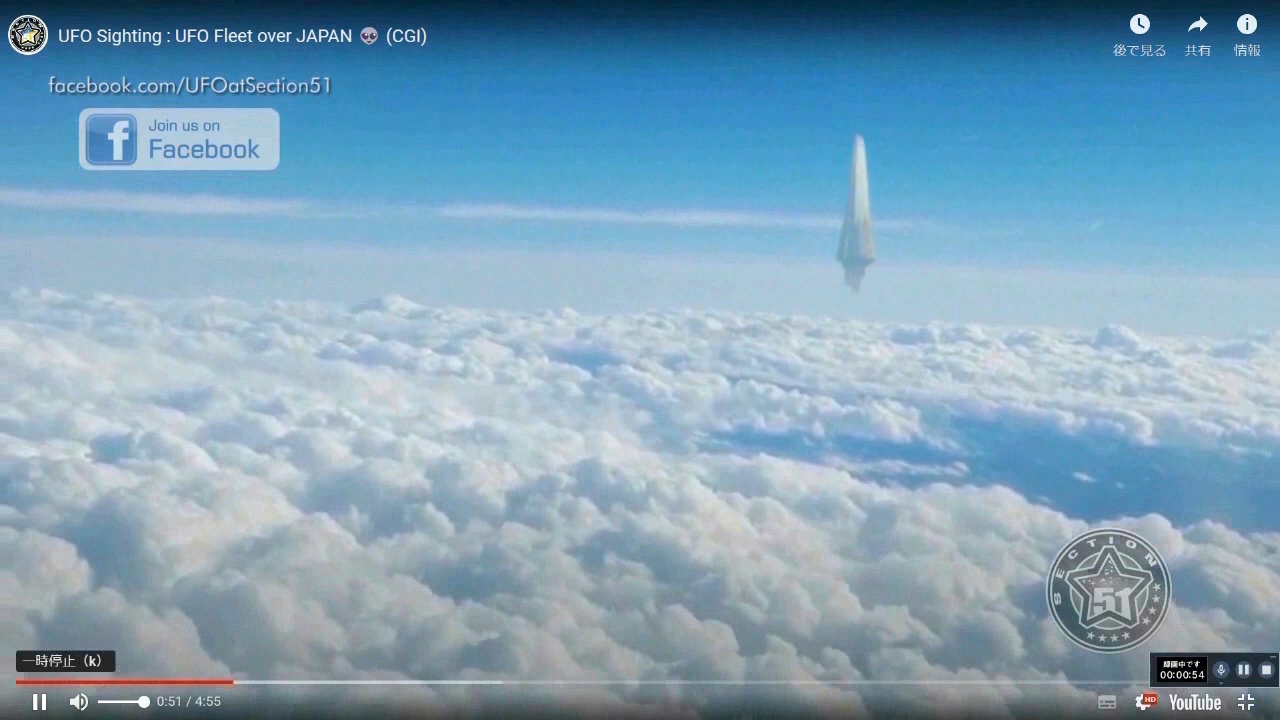 UFO Sighting : UFO Fleet over JAPAN 👽 (CGI)
後で見る
共有
情報
facebook.com/UFOatSection51
f
Join us on
Facebook
SECTION
51
一時停止（k）
録画中です
00:00:54
0:51 / 4:55
HD
YouTube